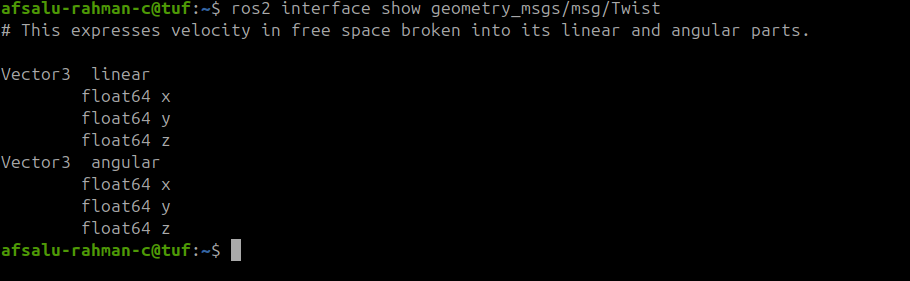 afsalu-rahman-c@tuf:~$ ros2 interface show geometry_msgs/msg/Twist
# This expresses velocity in free space broken into its linear and angular parts.

Vector3  linear
        float64 x
        float64 y
        float64 z
Vector3  angular
        float64 x
        float64 y
        float64 z
afsalu-rahman-c@tuf:~$